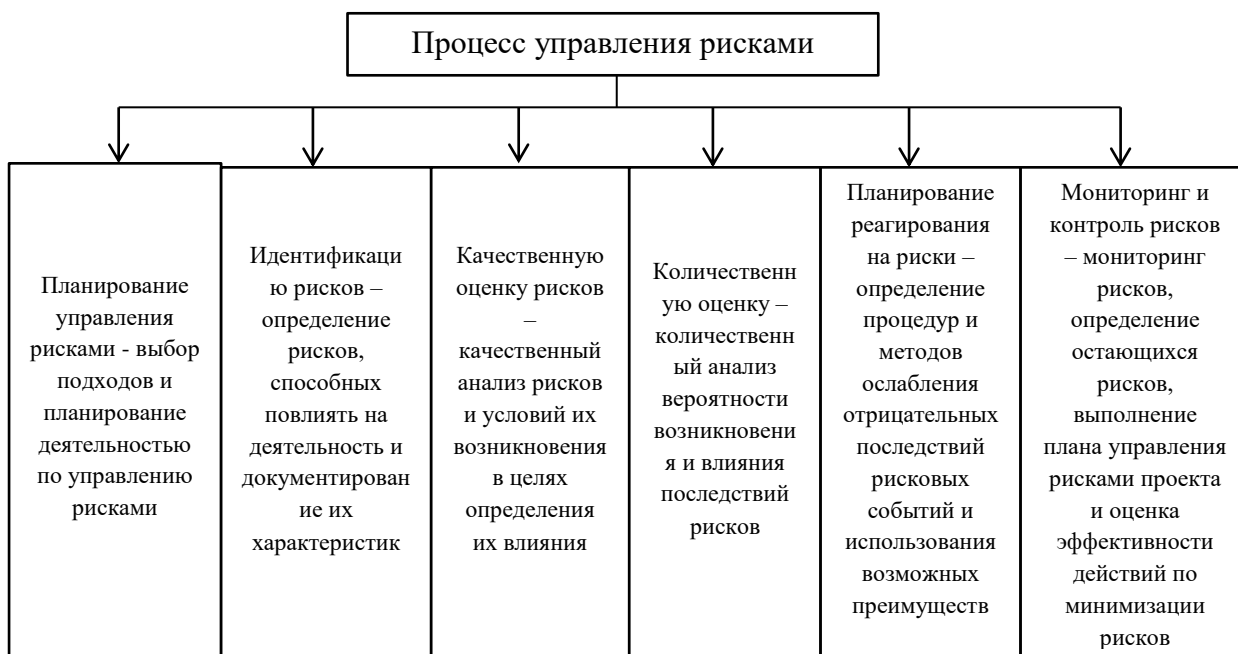 Процесс управления рисками
Планирование
управления
рисками - выбор
подходов и
планирование
деятельностью
по управлению
рисками
Идентификаци
ю рисков –
определение
рисков,
способных
повлиять на
деятельность и
документирован
ие их
характеристик
Качественную
оценку рисков
–
качественный
анализ рисков
и условий их
возникновения
в целях
определения
их влияния
Количественн
ую оценку –
количественн
ый анализ
вероятности
возникновени
я и влияния
последствий
рисков
Планирование
реагирования
на риски –
определение
процедур и
методов
ослабления
отрицательных
последствий
рисковых
событий и
использования
возможных
преимуществ
Мониторинг и
контроль рисков
– мониторинг
рисков,
определение
остающихся
рисков,
выполнение
плана управления
рисками проекта
и оценка
эффективности
действий по
минимизации
рисков